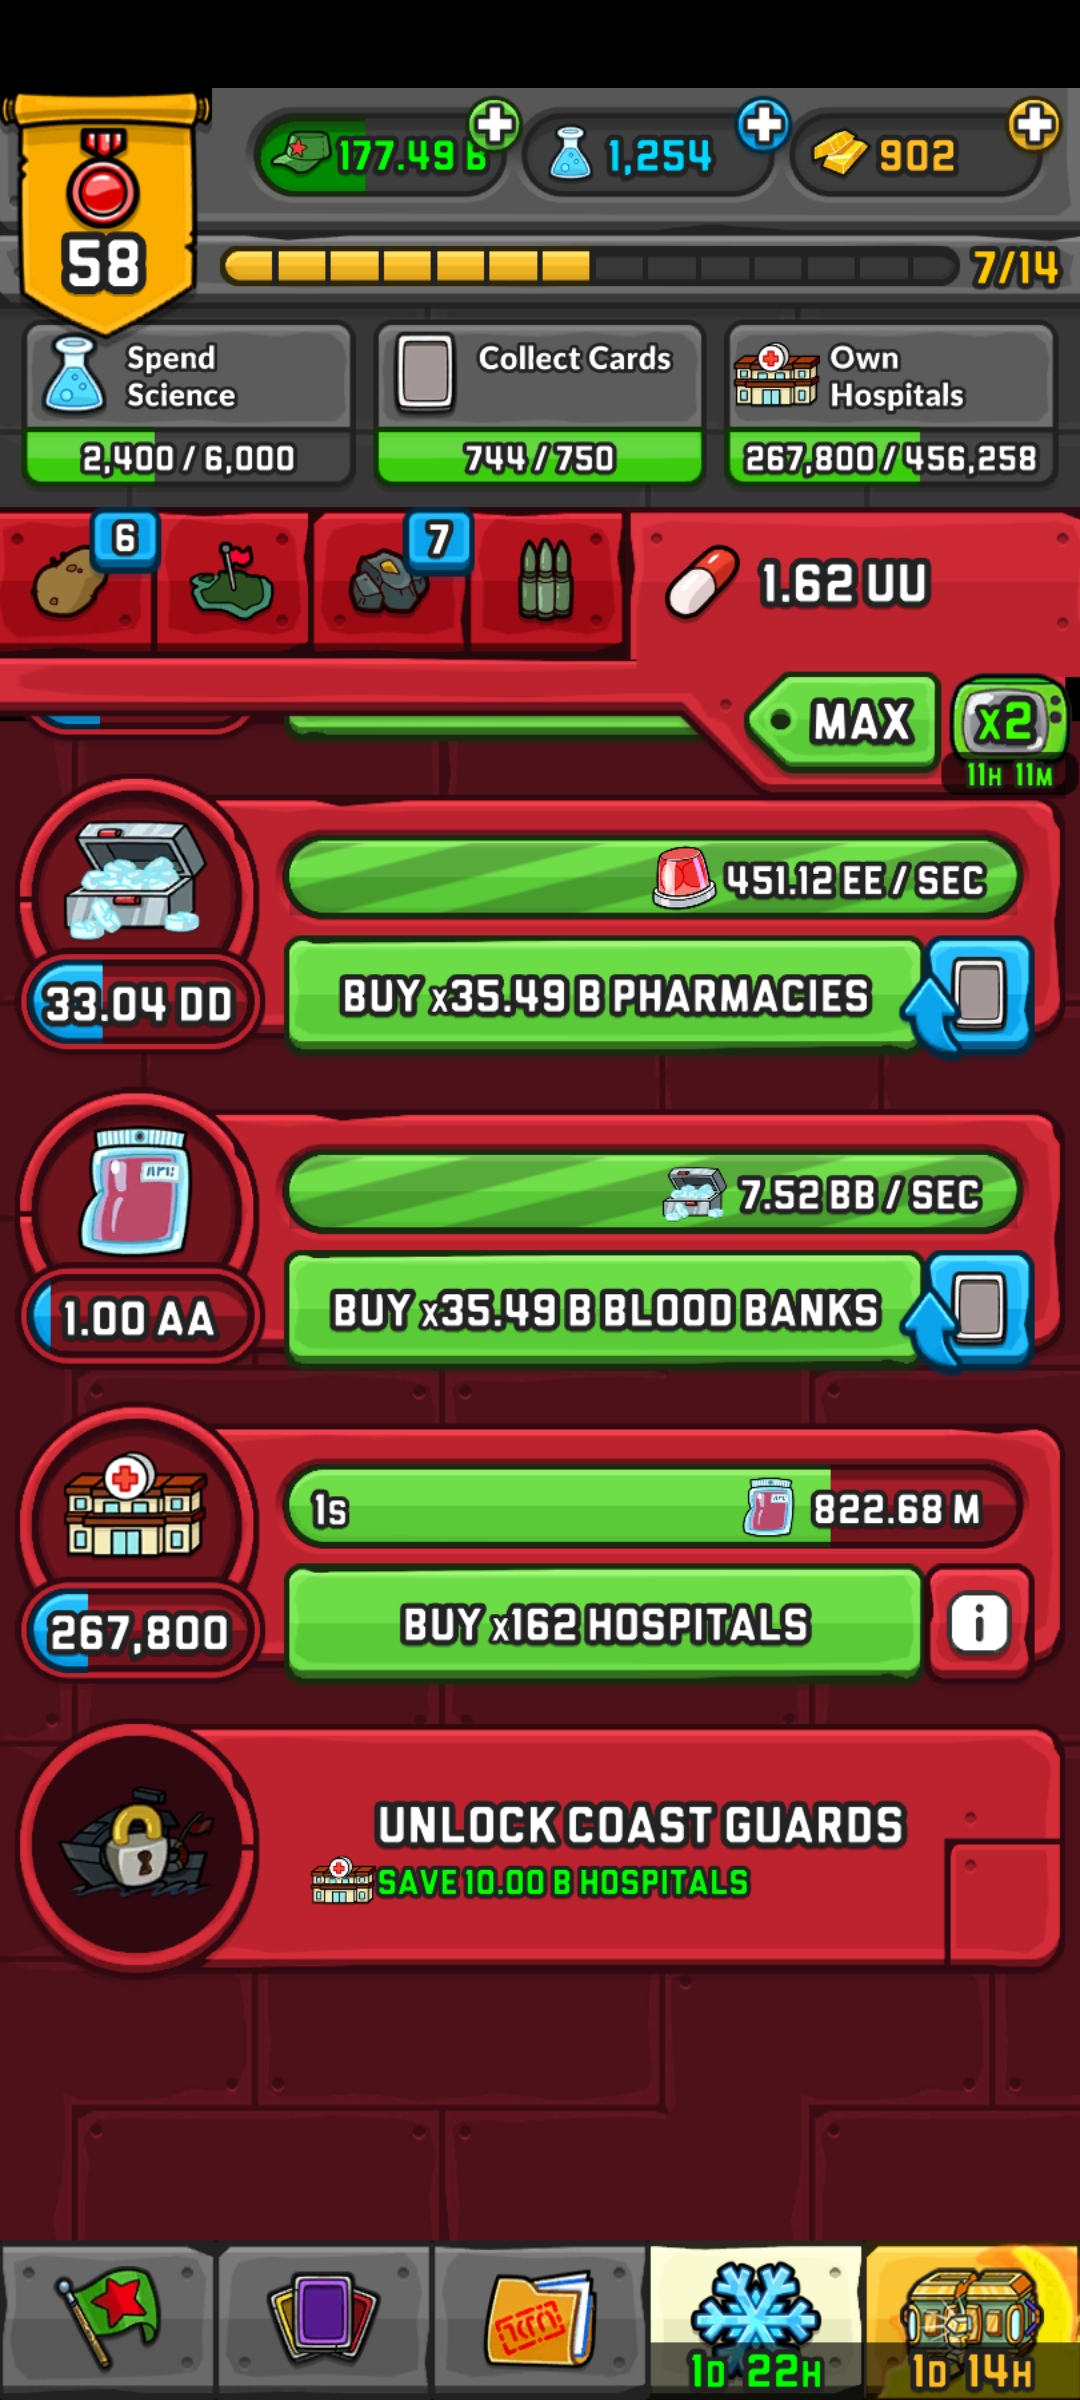 177.49 B
1,254
902
58
7/14
Spend
Science
2,400 / 6,000
Collect Cards
744 / 750
Own
Hospitals
267,800 / 456,258
6
7
1.62 UU
MAX
x2
11H 11M
451.12 EE / SEC
33.04 DD
BUY x35.49 B PHARMACIES
7.52 BB / SEC
1.00 AA
BUY x35.49 B BLOOD BANKS
1s
822.68 M
267,800
BUY x162 HOSPITALS
i
UNLOCK COAST GUARDS
SAVE 10.00 B HOSPITALS
1D 22H
1D 14H